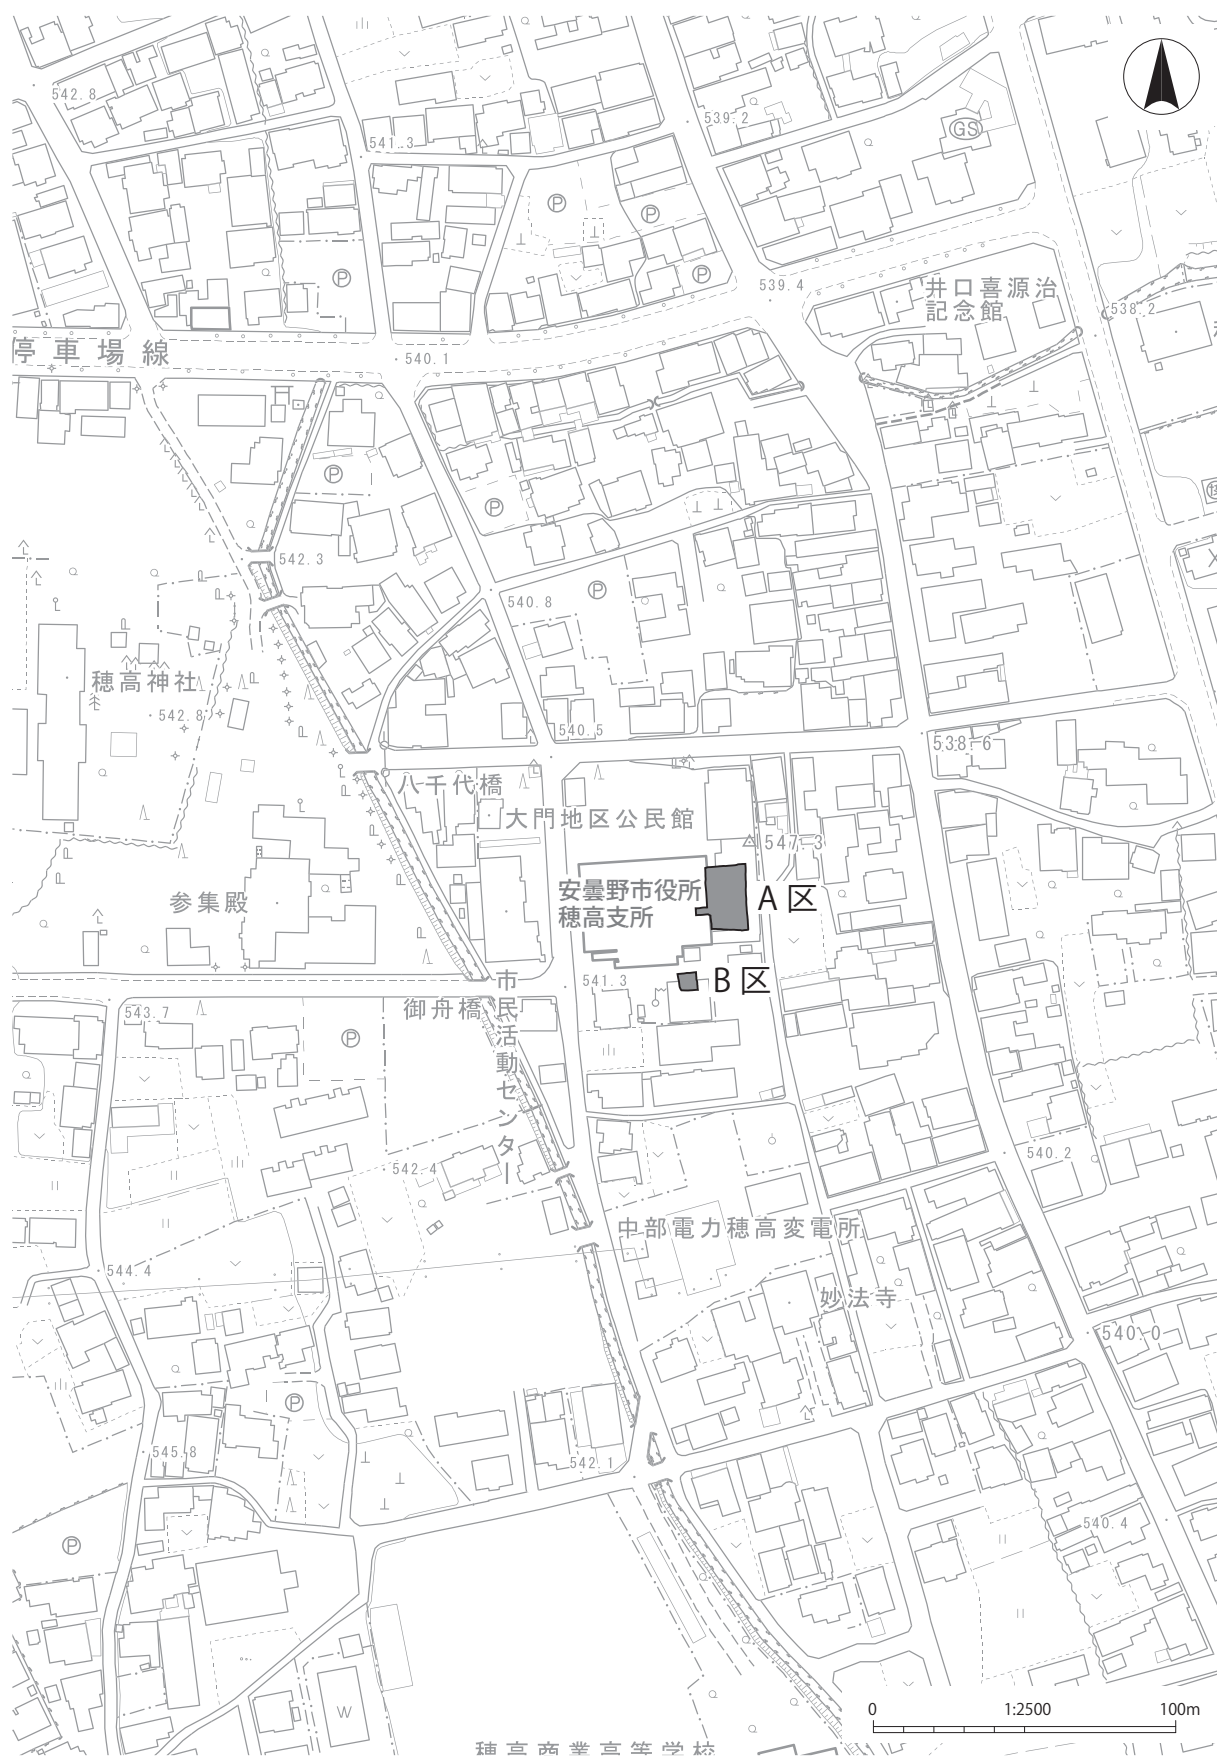 542.8
541.3
539.2
GS
P
P
P
P
539.4
井口喜源治
記念館
538.2
停車場線
540.1
P
P
542.3
540.8
P
穂高神社
542.8
540.5
538.6
八千代橋
大門地区公民館
547.3
安曇野市役所
穂高支所
A区
参集殿
541.3
B区
市民活動センター
御舟橋
543.7
P
542.4
540.2
中部電力穂高変電所
544.4
妙法寺
540.0
P
545.8
542.1
540.4
P
W
0
1:2500
100m
穂高商業高等学校